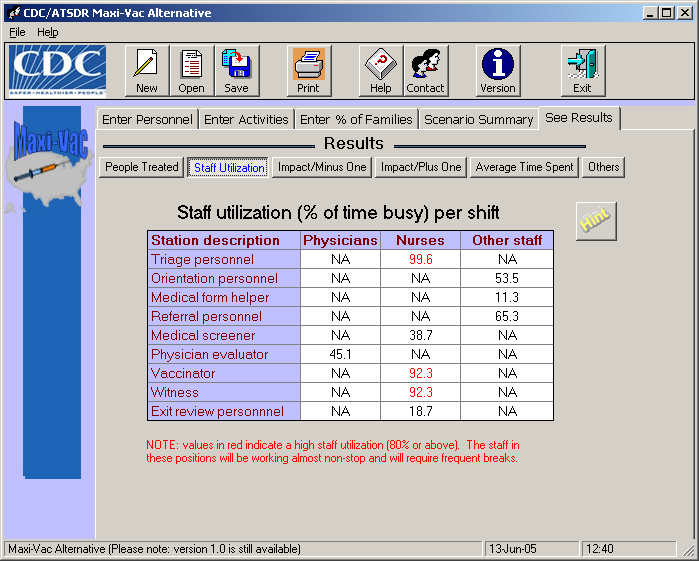 CDC/ATSDR Maxi-Vac Alternative
File Help
CDC
SAFER•HEALTHIER•PEOPLE
New Open Save Print Help Contact Version Exit
Maxi-Vac
Enter Personnel Enter Activities Enter % of Families Scenario Summary See Results
Results
People Treated Staff Utilization Impact/Minus One Impact/Plus One Average Time Spent Others
Staff utilization (% of time busy) per shift
Hint
Station description Physicians Nurses Other staff
Triage personnel NA 99.6 NA
Orientation personnel NA NA 53.5
Medical form helper NA NA 11.3
Referral personnel NA NA 65.3
Medical screener NA 38.7 NA
Physician evaluator 45.1 NA NA
Vaccinator NA 92.3 NA
Witness NA 92.3 NA
Exit review personnnel NA 18.7 NA
NOTE: values in red indicate a high staff utilization (80% or above). The staff in
these positions will be working almost non-stop and will require frequent breaks.
Maxi-Vac Alternative (Please note: version 1.0 is still available) 13-Jun-05 12:40